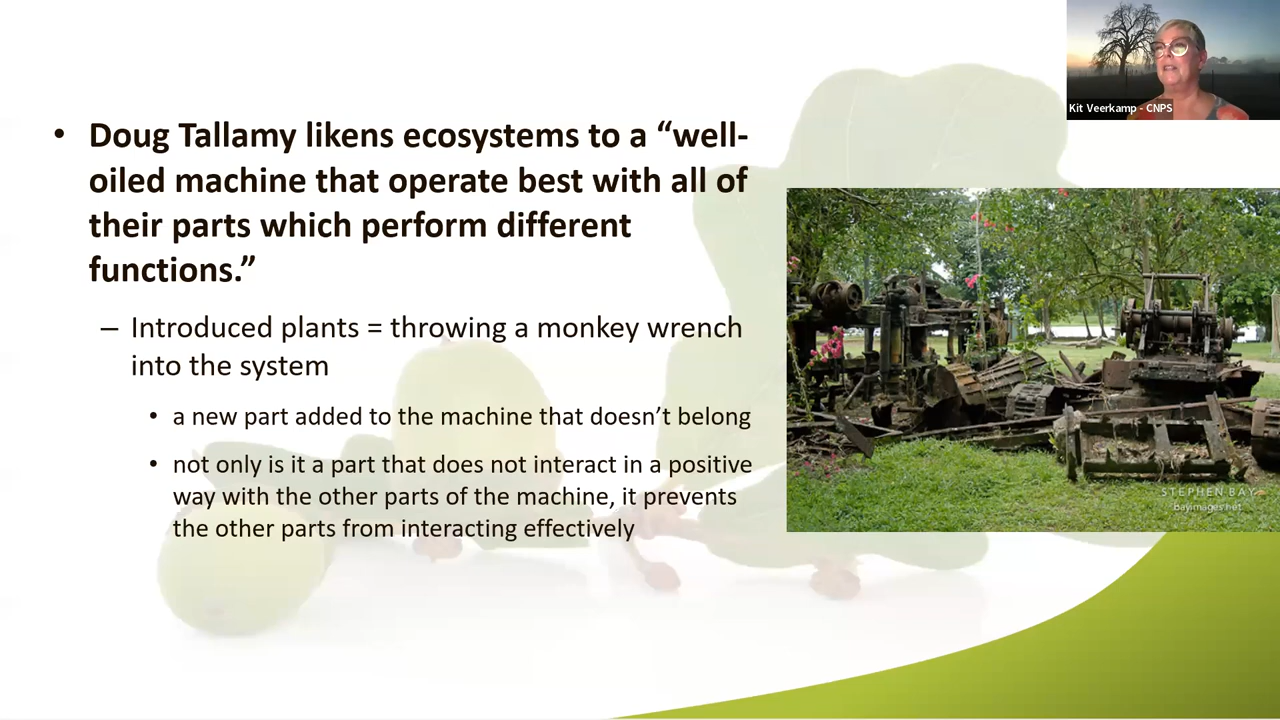 Kit Veerkamp - CNPS
• Doug Tallamy likens ecosystems to a “well-
oiled machine that operate best with all of
their parts which perform different
functions.”
– Introduced plants = throwing a monkey wrench
into the system
• a new part added to the machine that doesn’t belong
• not only is it a part that does not interact in a positive
way with the other parts of the machine, it prevents
the other parts from interacting effectively
STEPHEN BAY
bayimages.net